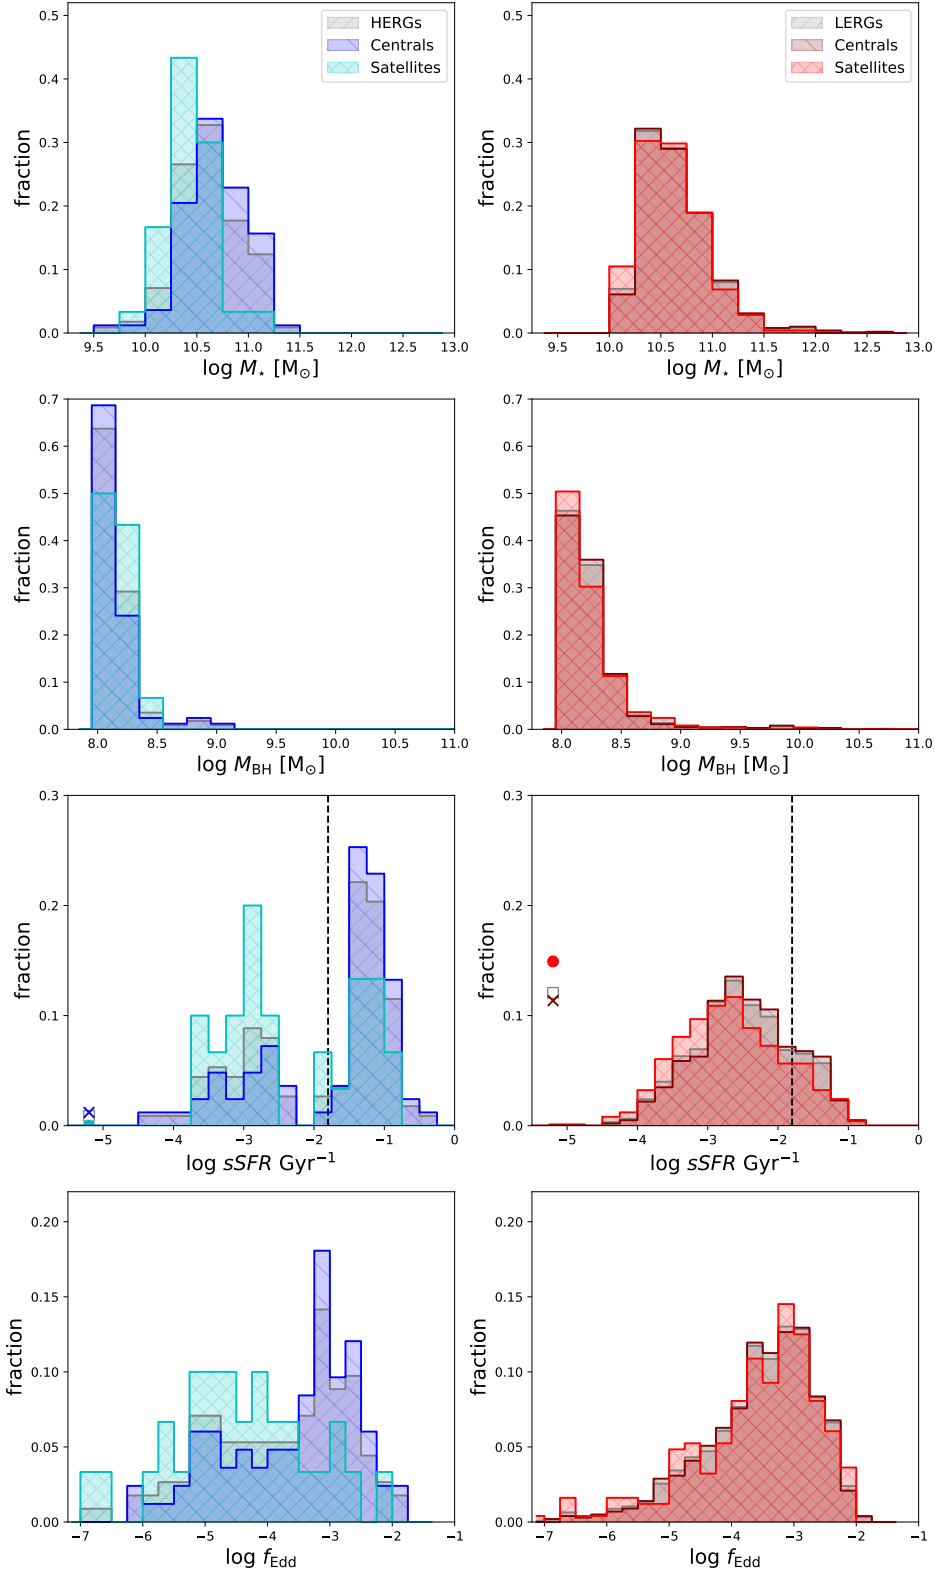 HERGs
Centrals
Satellites
fraction
0.5
0.4
0.3
0.2
0.1
0.0
9.5 10.0 10.5 11.0 11.5 12.0 12.5 13.0
log M⋆ [M⊙]
LERGs
Centrals
Satellites
fraction
0.5
0.4
0.3
0.2
0.1
0.0
9.5 10.0 10.5 11.0 11.5 12.0 12.5 13.0
log M⋆ [M⊙]
fraction
0.7
0.6
0.5
0.4
0.3
0.2
0.1
0.0
8.0 8.5 9.0 9.5 10.0 10.5 11.0
log M_BH [M⊙]
fraction
0.7
0.6
0.5
0.4
0.3
0.2
0.1
0.0
8.0 8.5 9.0 9.5 10.0 10.5 11.0
log M_BH [M⊙]
fraction
0.3
0.2
0.1
0.0
−5 −4 −3 −2 −1 0
log sSFR Gyr⁻¹
fraction
0.3
0.2
0.1
0.0
−5 −4 −3 −2 −1 0
log sSFR Gyr⁻¹
fraction
0.20
0.15
0.10
0.05
0.00
−7 −6 −5 −4 −3 −2 −1
log f_Edd
fraction
0.20
0.15
0.10
0.05
0.00
−7 −6 −5 −4 −3 −2 −1
log f_Edd